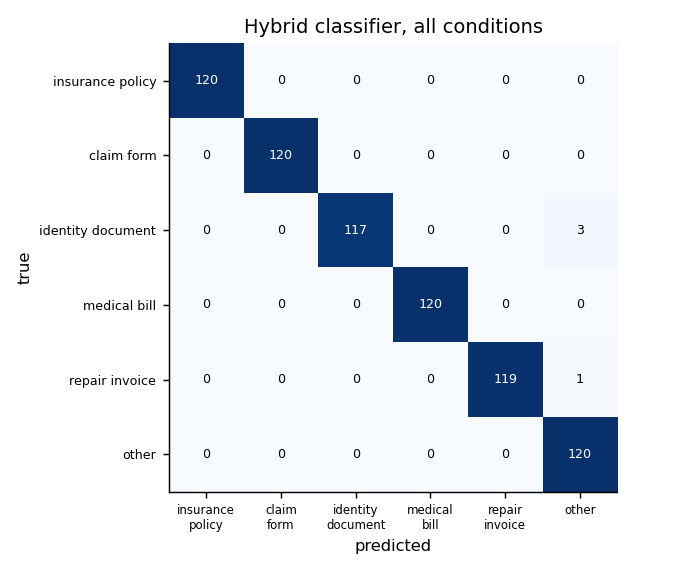 Hybrid classifier, all conditions
insurance policy 120 0 0 0 0 0
claim form 0 120 0 0 0 0
identity document 0 0 117 0 0 3
medical bill 0 0 0 120 0 0
repair invoice 0 0 0 0 119 1
other 0 0 0 0 0 120
true
insurance claim identity medical repair other
policy form document bill invoice
predicted